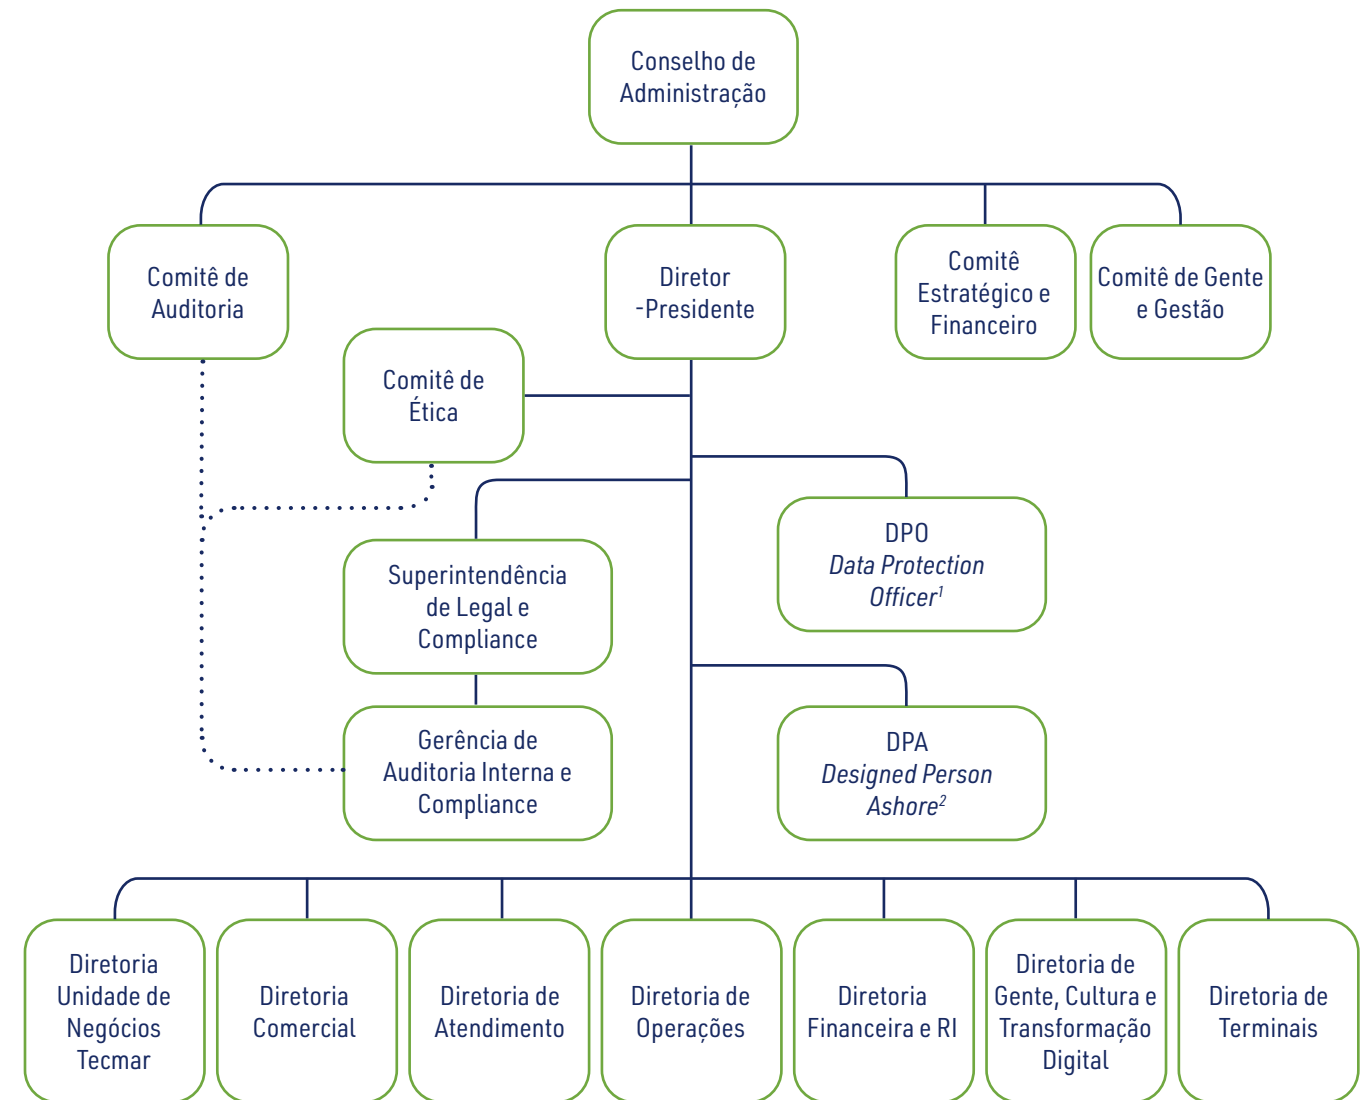 Conselho de
Administração
Comitê de
Auditoria
Diretor
-Presidente
Comitê
Estratégico e
Financeiro
Comitê de Gente
e Gestão
Comitê de
Ética
DPO
Data Protection
Officer¹
Superintendência
de Legal e
Compliance
Gerência de
Auditoria Interna e
Compliance
DPA
Designed Person
Ashore²
Diretoria
Unidade de
Negócios
Tecmar
Diretoria
Comercial
Diretoria de
Atendimento
Diretoria de
Operações
Diretoria
Financeira e RI
Diretoria de
Gente, Cultura e
Transformação
Digital
Diretoria de
Terminais